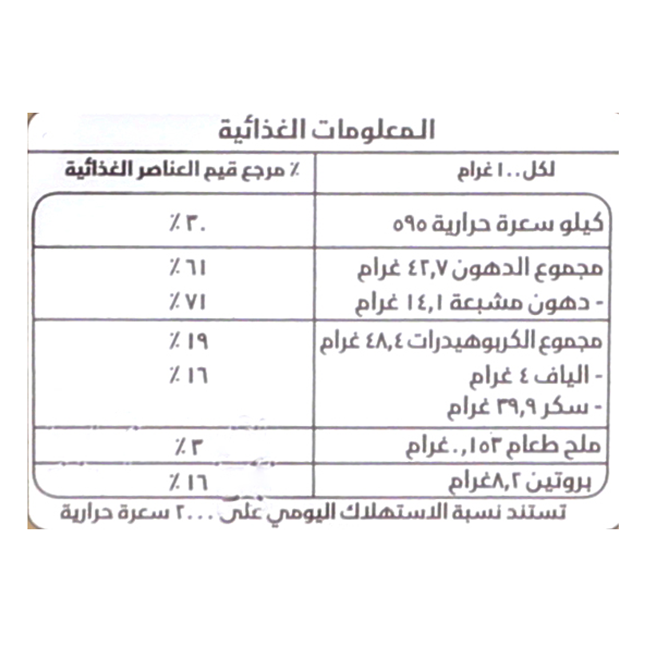 المعلومات الغذائية
لكل ١٠٠ غرام ٪ مرجع قيم العناصر الغذائية
كيلو سعرة حرارية ٥٩٥ ٣٠ ٪
مجموع الدهون ٤٢,٧ غرام ٦١ ٪
- دهون مشبعة ١٤,١ غرام ٧١ ٪
مجموع الكربوهيدرات ٤٨,٤ غرام ١٩ ٪
- الياف ٤ غرام ١٦ ٪
- سكر ٣٩,٩ غرام
ملح طعام ٠,١٥٣ غرام ٣ ٪
بروتين ٨,٢ غرام ١٦ ٪
تستند نسبة الاستهلاك اليومي على ٢٠٠٠ سعرة حرارية